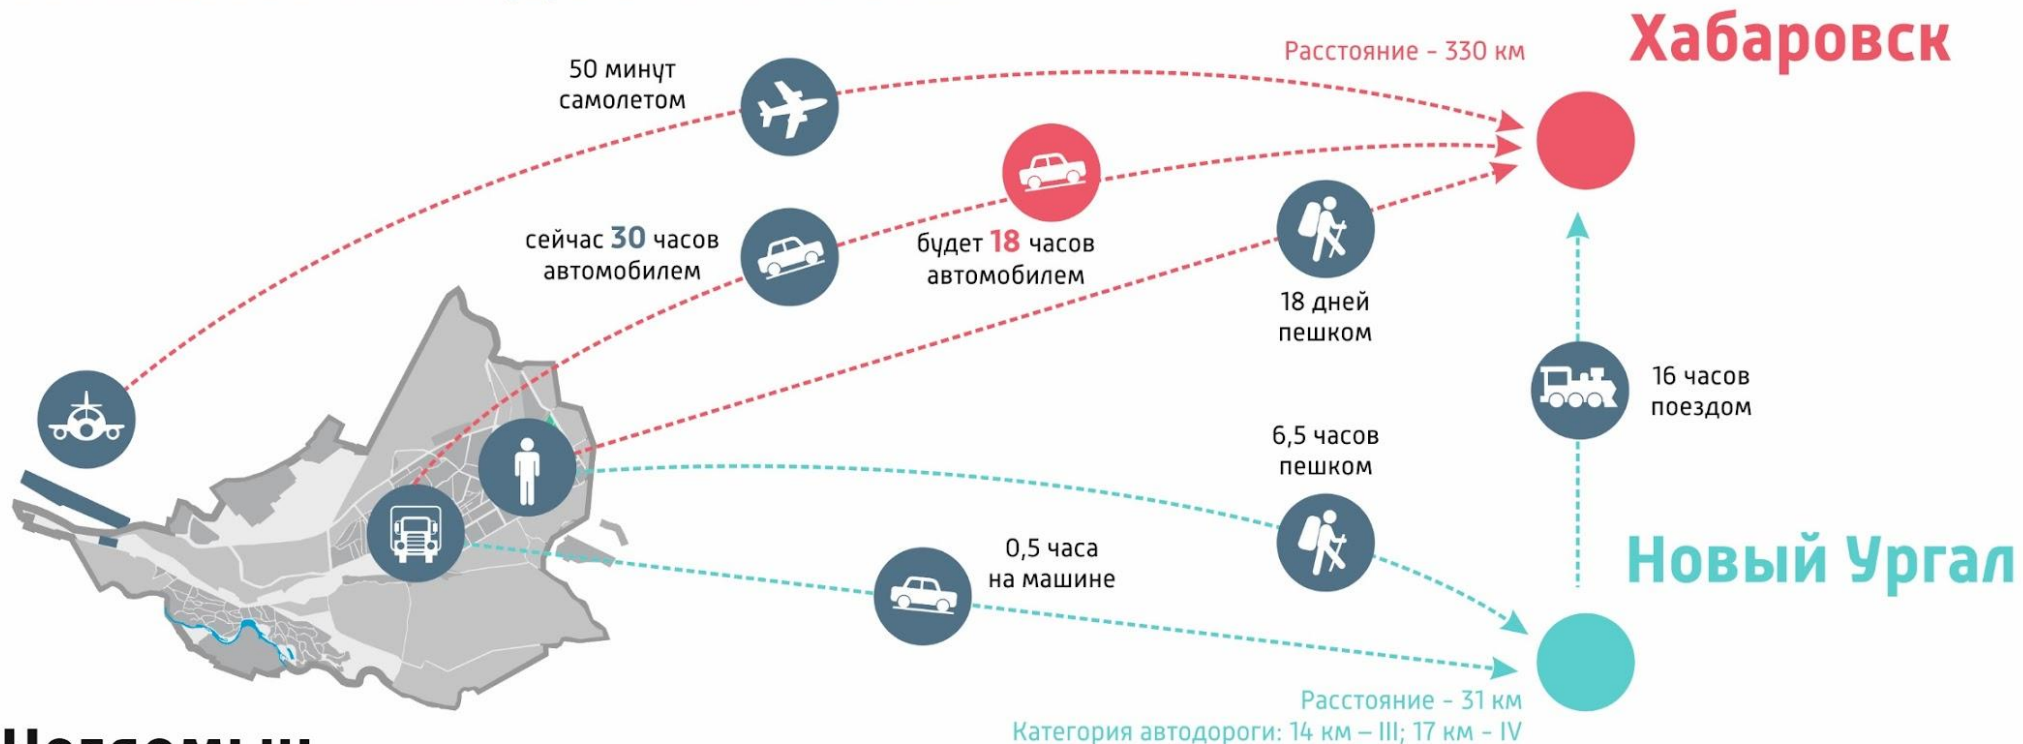 Хабаровск
Расстояние - 330 км
50 минут
самолетом
сейчас 30 часов
автомобилем
будет 18 часов
автомобилем
18 дней
пешком
16 часов
поездом
6,5 часов
пешком
0,5 часа
на машине
Новый Ургал
Расстояние - 31 км
Категория автодороги: 14 км – III; 17 км - IV